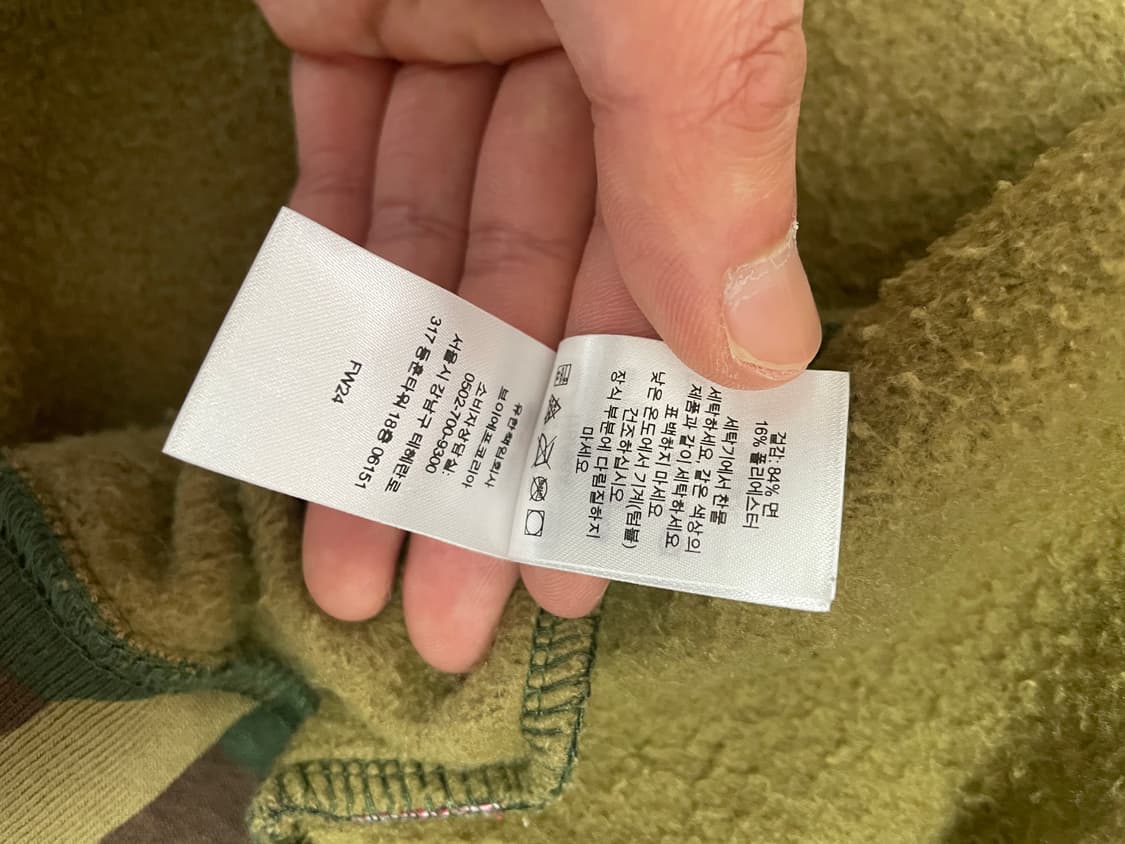 겉감: 84% 면
16% 폴리에스터
세탁기에서 찬물
세탁하세요, 같은 색상의
제품과 같이 세탁하세요
표백하지 마세요
낮은 온도에서 기계(텀블)
건조하십시오
장식 부분에 다림질하지
마세요
유한책임회사
브이에프코리아
소비자상담실:
0502-700-9300
서울시 강남구 테헤란로
317 동훈타워 18층 06151
FW24